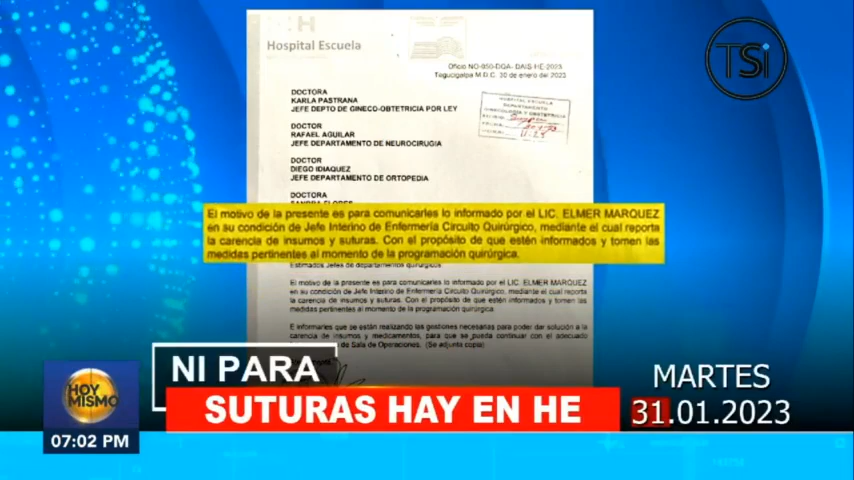 TSi
Hospital Escuela
Oficio NO-850-DGA- DAIS-HE-2023
Tegucigalpa M.D.C. 30 de enero del 2023
DOCTORA
KARLA PASTRANA
JEFE DEPTO DE GINECO-OBTETRICIA POR LEY
HOSPITAL ESCUELA
DEPARTAMENTO
GINECOLOGIA Y OBSTETRICIA
DOCTOR
RAFAEL AGUILAR
JEFE DEPARTAMENTO DE NEUROCIRUGIA
DOCTOR
DIEGO IDIAQUEZ
JEFE DEPARTAMENTO DE ORTOPEDIA
DOCTORA
El motivo de la presente es para comunicarles lo informado por el LIC. ELMER MARQUEZ
en su condición de Jefe Interino de Enfermería Circuito Quirúrgico, mediante el cual reporta
la carencia de insumos y suturas. Con el propósito de que estén informados y tomen las
medidas pertinentes al momento de la programación quirúrgica.
Estimados Jefes de departamentos quirúrgicos
El motivo de la presente es para comunicarles lo informado por el LIC. ELMER MARQUEZ
en su condición de Jefe Interino de Enfermería Circuito Quirúrgico, mediante el cual reporta
la carencia de insumos y suturas. Con el propósito de que estén informados y tomen las
medidas pertinentes al momento de la programación quirúrgica
E informarles que se están realizando las gestiones necesarias para poder dar solución a la
carencia de insumos y medicamentos, para que se pueda continuar con el adecuado
de Sala de Operaciones. (Se adjunta copia)
NI PARA
SUTURAS HAY EN HE
MARTES
31.01.2023
HOY
MISMO
07:02 PM